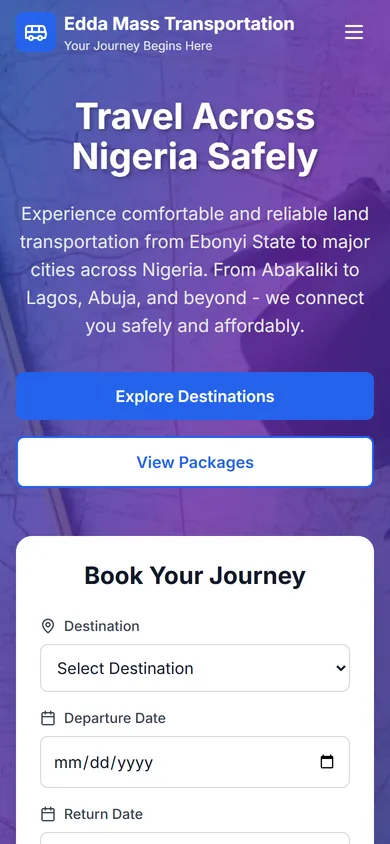 Edda Mass Transportation
Your Journey Begins Here
Travel Across
Nigeria Safely
Experience comfortable and reliable land
transportation from Ebonyi State to major
cities across Nigeria. From Abakaliki to
Lagos, Abuja, and beyond - we connect
you safely and affordably.
Explore Destinations
View Packages
Book Your Journey
Destination
Select Destination
Departure Date
mm/dd/yyyy
Return Date